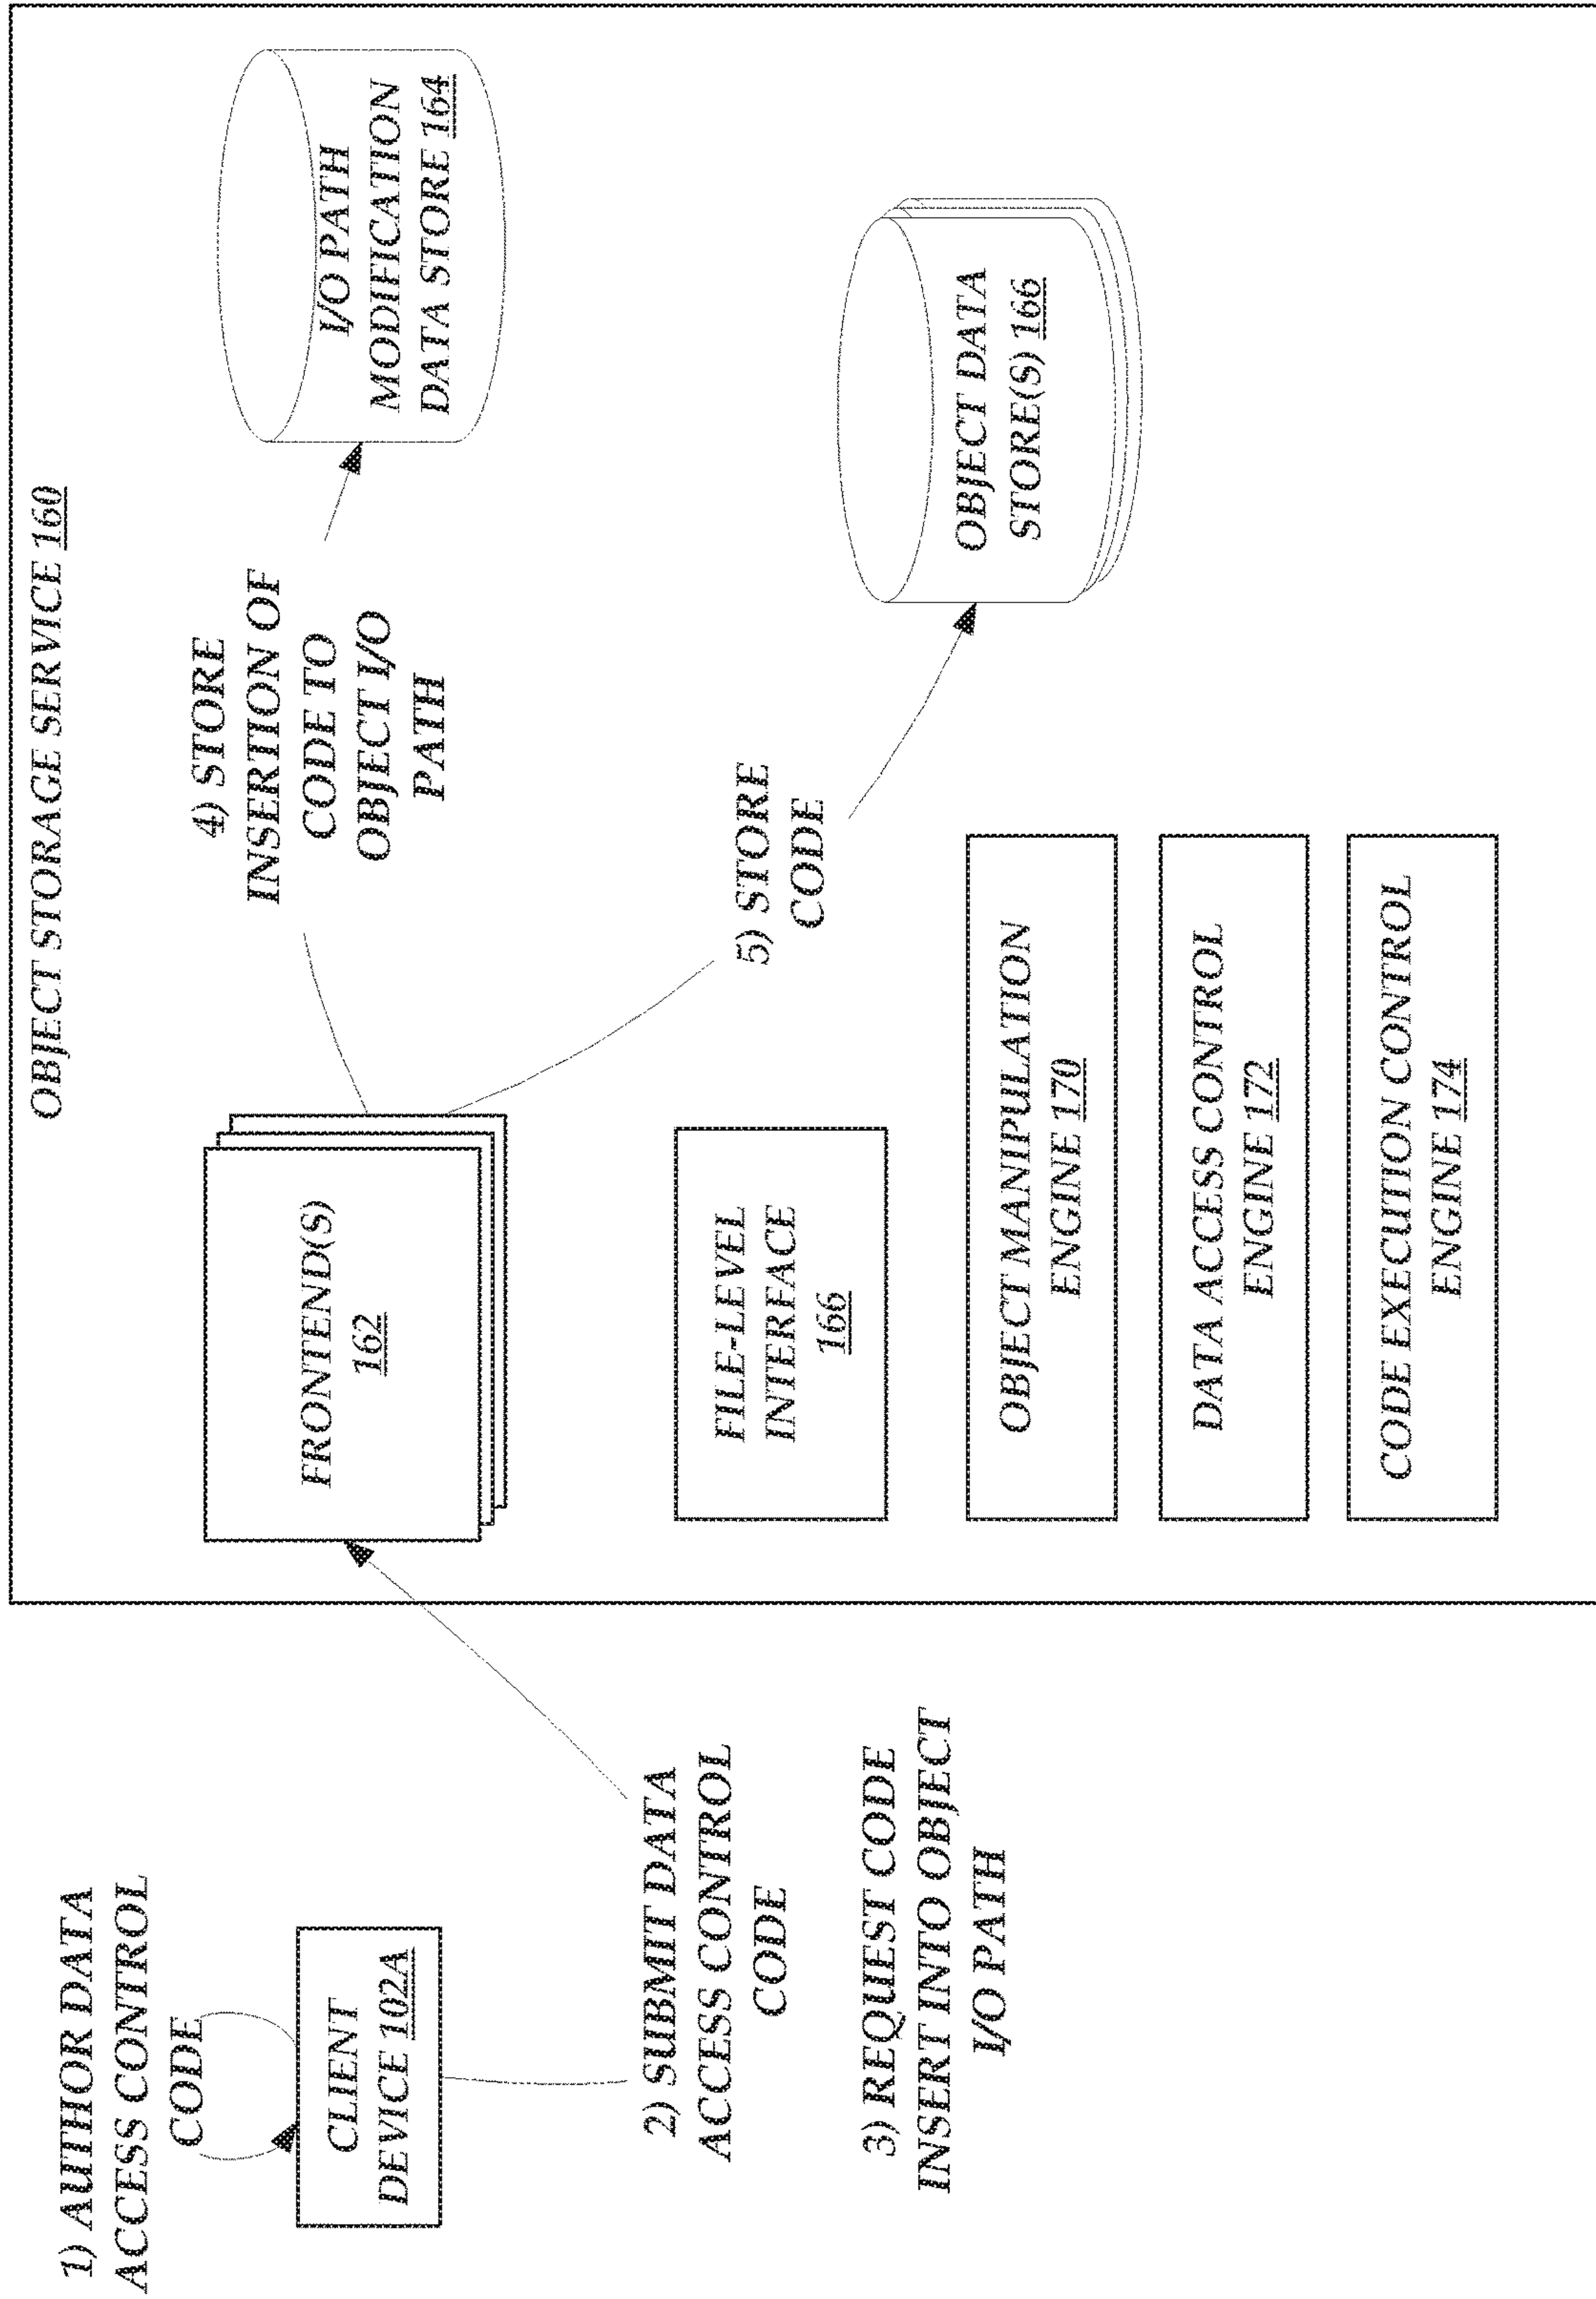 OBJECT STORAGE SERVICE 160
1) AUTHOR DATA
ACCESS CONTROL
CODE
CLIENT
DEVICE 102A
2) SUBMIT DATA
ACCESS CONTROL
CODE
3) REQUEST CODE
INSERT INTO OBJECT
I/O PATH
FRONTEND(S)
162
4) STORE
INSERTION OF
CODE TO
OBJECT I/O
PATH
I/O PATH
MODIFICATION
DATA STORE 164
5) STORE
CODE
OBJECT DATA
STORE(S) 166
FILE-LEVEL
INTERFACE
166
OBJECT MANIPULATION
ENGINE 170
DATA ACCESS CONTROL
ENGINE 172
CODE EXECUTION CONTROL
ENGINE 174